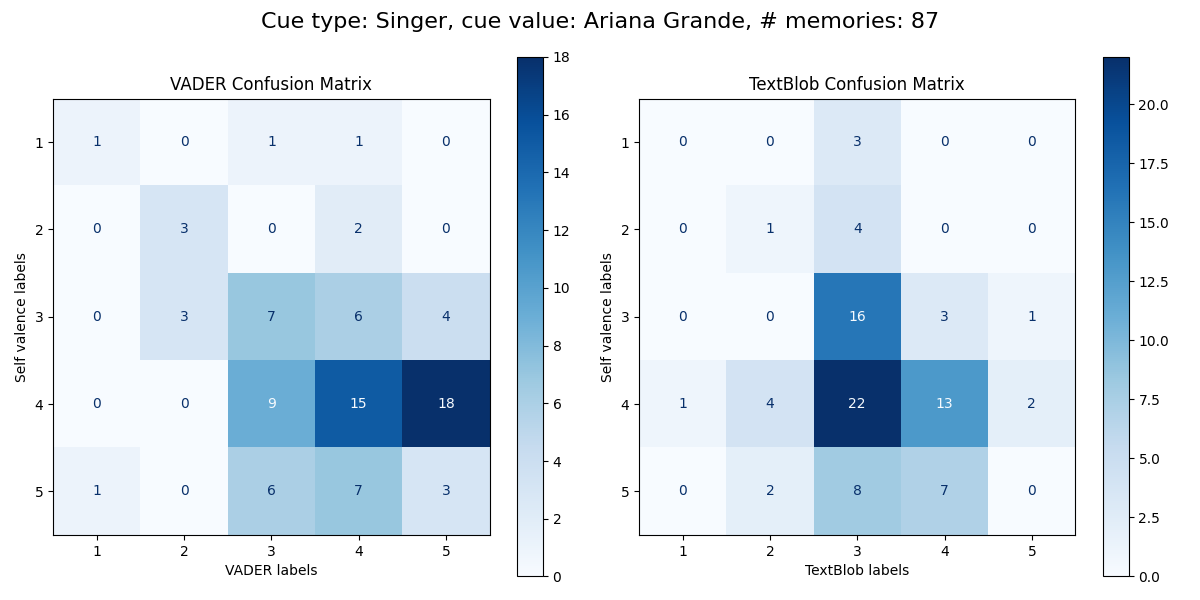 Cue type: Singer, cue value: Ariana Grande, # memories: 87
VADER Confusion Matrix
1 1 0 1 1 0
2 0 3 0 2 0
3 0 3 7 6 4
4 0 0 9 15 18
5 1 0 6 7 3
1 2 3 4 5
VADER labels
Self valence labels
18
16
14
12
10
8
6
4
2
0
TextBlob Confusion Matrix
1 0 0 3 0 0
2 0 1 4 0 0
3 0 0 16 3 1
4 1 4 22 13 2
5 0 2 8 7 0
1 2 3 4 5
TextBlob labels
Self valence labels
20.0
17.5
15.0
12.5
10.0
7.5
5.0
2.5
0.0